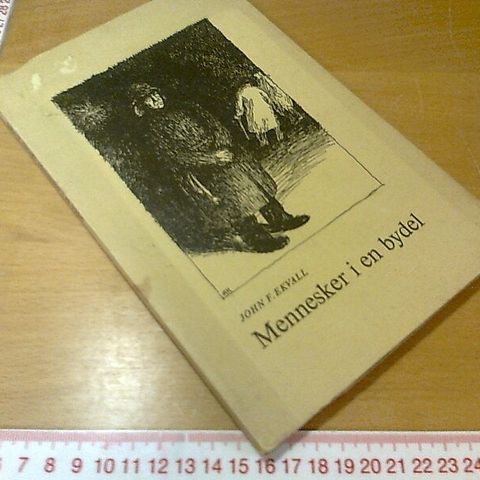 JOHN F. EKVALL
Mennesker i en bydel
7 8 9 10 11 12 13 14 15 16 17 18 19 20 21 22 23 24